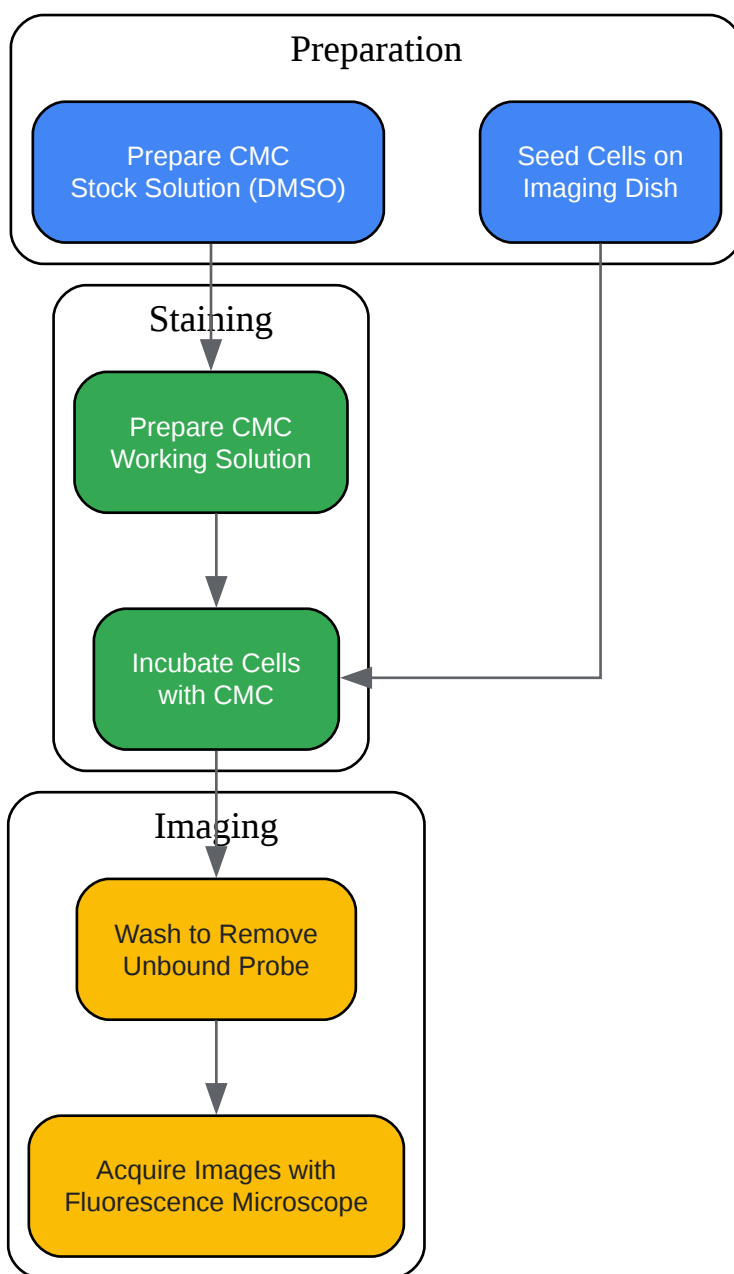 Preparation
Prepare CMC
Stock Solution (DMSO)
Seed Cells on
Imaging Dish
Staining
Prepare CMC
Working Solution
Incubate Cells
with CMC
Imaging
Wash to Remove
Unbound Probe
Acquire Images with
Fluorescence Microscope